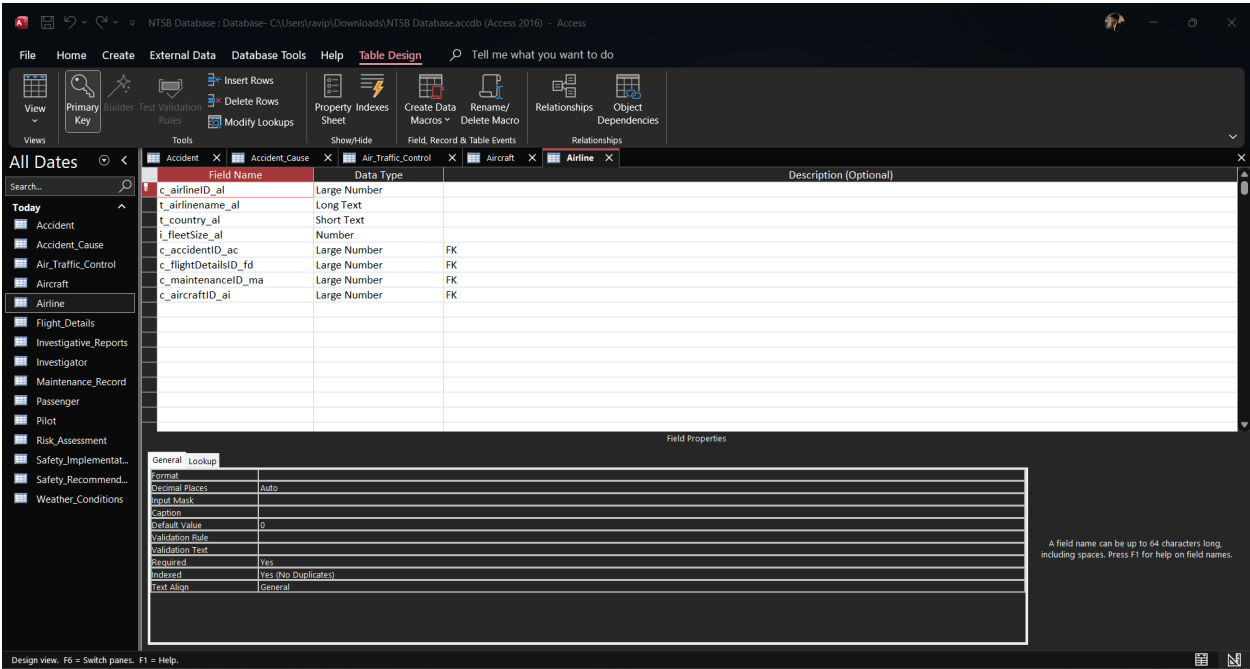 NTSB Database : Database- C:\Users\ravip\Downloads\NTSB Database.accdb (Access 2016) - Access
File Home Create External Data Database Tools Help Table Design Tell me what you want to do
View
Primary Key
Builder
Test Validation Rules
Insert Rows
Delete Rows
Modify Lookups
Property Sheet
Indexes
Create Data Macros
Rename/ Delete Macro
Relationships
Object Dependencies
Views Tools Show/Hide Field, Record & Table Events Relationships
All Dates
Search...
Today
Accident
Accident_Cause
Air_Traffic_Control
Aircraft
Airline
Flight_Details
Investigative_Reports
Investigator
Maintenance_Record
Passenger
Pilot
Risk_Assessment
Safety_Implementat...
Safety_Recommend...
Weather_Conditions
Accident Accident_Cause Air_Traffic_Control Aircraft Airline
Field Name Data Type Description (Optional)
c_airlineID_al Large Number
t_airlinename_al Long Text
t_country_al Short Text
i_fleetSize_al Number
c_accidentID_ac Large Number FK
c_flightDetailsID_fd Large Number FK
c_maintenanceID_ma Large Number FK
c_aircraftID_ai Large Number FK
Field Properties
General Lookup
Format
Decimal Places Auto
Input Mask
Caption
Default Value 0
Validation Rule
Validation Text
Required Yes
Indexed Yes (No Duplicates)
Text Align General
A field name can be up to 64 characters long,
including spaces. Press F1 for help on field names.
Design view. F6 = Switch panes. F1 = Help.